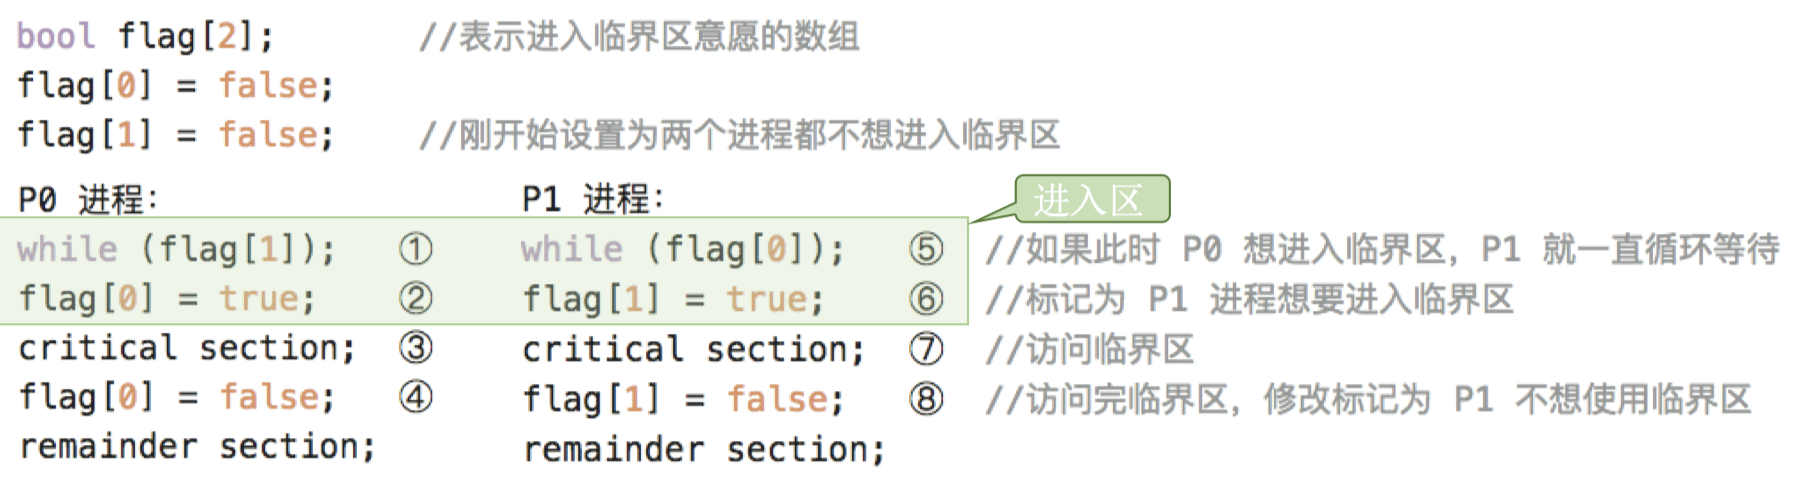 bool flag[2]; //表示进入临界区意愿的数组
flag[0] = false;
flag[1] = false; //刚开始设置为两个进程都不想进入临界区
P0 进程: P1 进程: 进入区
while (flag[1]); ① while (flag[0]); ⑤ //如果此时 P0 想进入临界区，P1 就一直循环等待
flag[0] = true; ② flag[1] = true; ⑥ //标记为 P1 进程想要进入临界区
critical section; ③ critical section; ⑦ //访问临界区
flag[0] = false; ④ flag[1] = false; ⑧ //访问完临界区，修改标记为 P1 不想使用临界区
remainder section; remainder section;